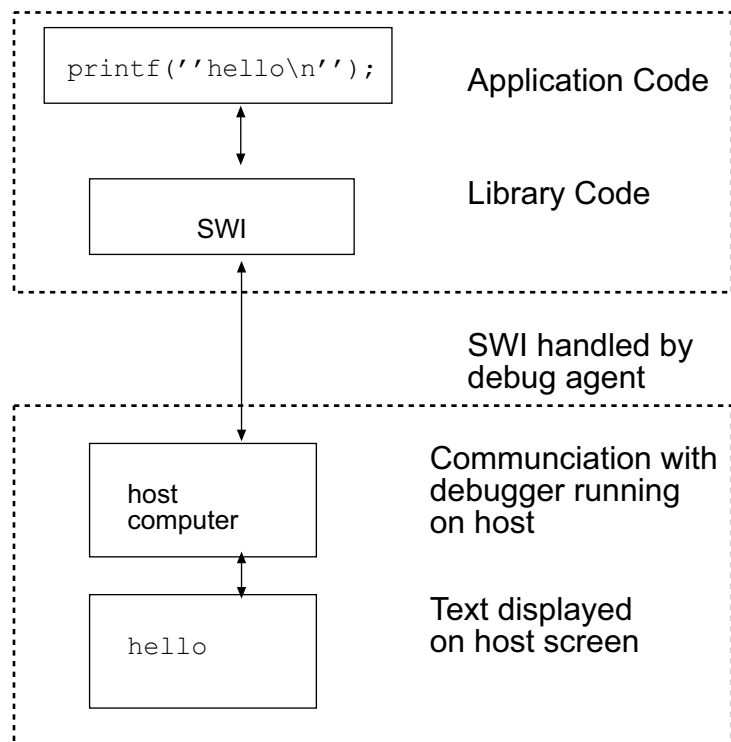 printf(’’hello\n’’);
Application Code
Library Code
SWI
SWI handled by
debug agent
host
computer
Communciation with
debugger running
on host
hello
Text displayed
on host screen